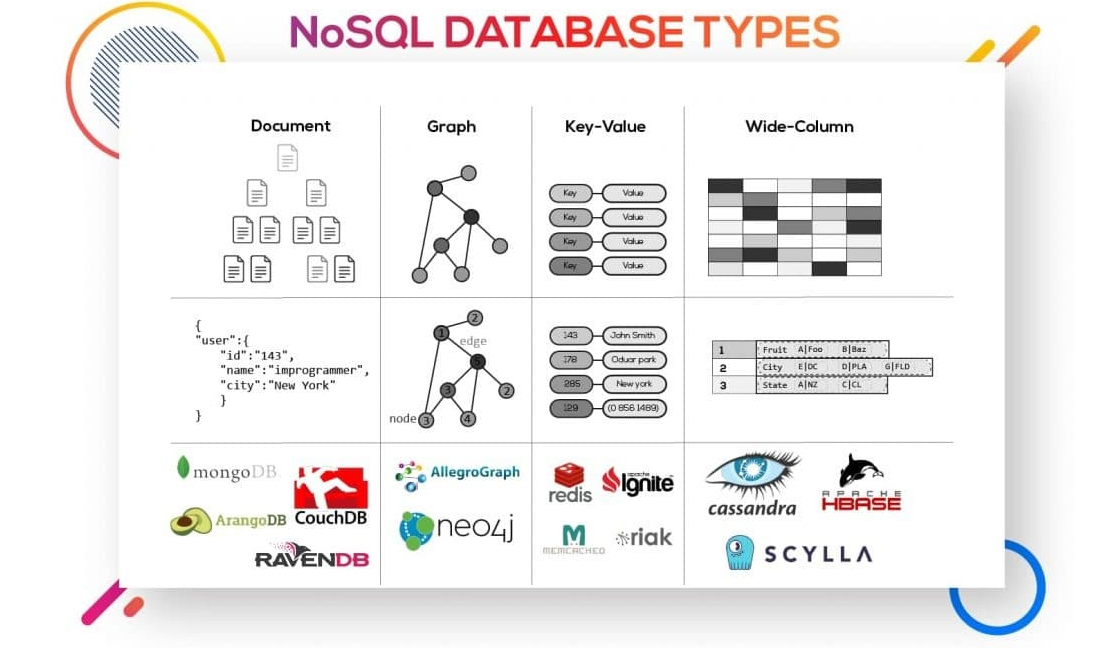 NoSQL DATABASE TYPES
Document
Graph
Key-Value
Wide-Column
Key Value
Key Value
Key Value
Key Value
{
"user":{
"id":"143",
"name":"improgrammer",
"city":"New York"
}
}
2
1
edge
5
3
2
node 3
4
143 John Smith
178 Oduar park
285 New york
129 (0 856 1489)
1 Fruit A|Foo B|Baz
2 City E|DC D|PLA G|FLD
3 State A|NZ C|CL
mongoDB
CouchDB
ArangoDB
RAVENDB
AllegroGraph
neo4j
redis
apache
Ignite
MEMCACHED
riak
cassandra
APACHE
HBASE
SCYLLA